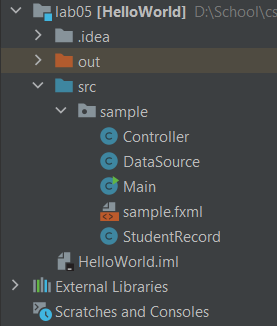 lab05 [HelloWorld] D:\School\cs
.idea
out
src
sample
Controller
DataSource
Main
sample.fxml
StudentRecord
HelloWorld.iml
External Libraries
Scratches and Consoles